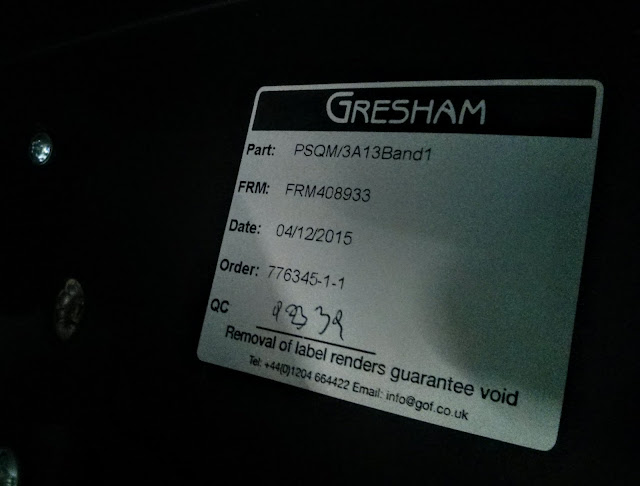 GRESHAM
Part: PSQM/3A13Band1
FRM: FRM408933
Date: 04/12/2015
Order: 776345-1-1
QC
Removal of label renders guarantee void
Tel: +44(0)1204 664422 Email: info@gof.co.uk